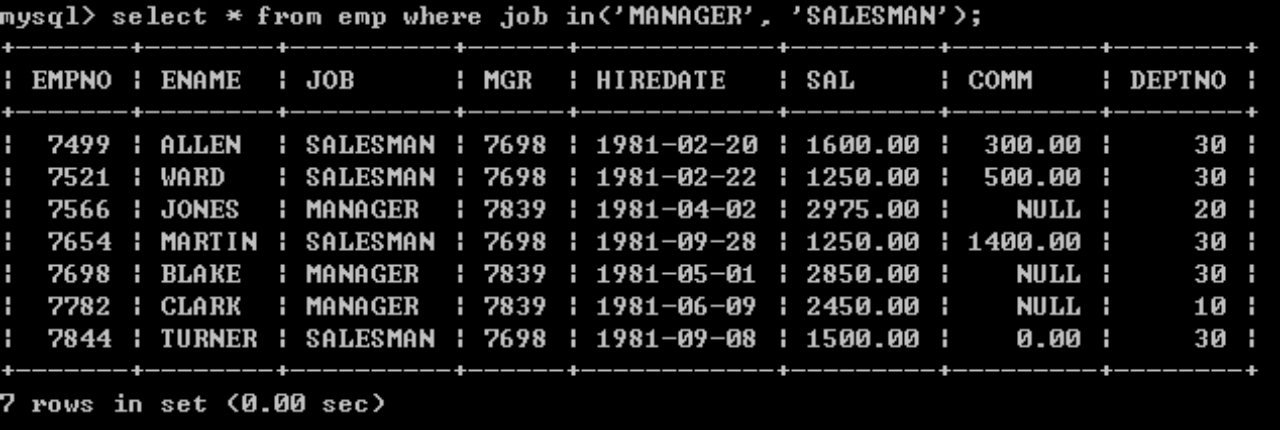 mysql> select * from emp where job in('MANAGER', 'SALESMAN');
+-------+--------+----------+------+------------+---------+---------+--------+
| EMPNO | ENAME  | JOB      | MGR  | HIREDATE   | SAL     | COMM    | DEPTNO |
+-------+--------+----------+------+------------+---------+---------+--------+
|  7499 | ALLEN  | SALESMAN | 7698 | 1981-02-20 | 1600.00 |  300.00 |     30 |
|  7521 | WARD   | SALESMAN | 7698 | 1981-02-22 | 1250.00 |  500.00 |     30 |
|  7566 | JONES  | MANAGER  | 7839 | 1981-04-02 | 2975.00 |    NULL |     20 |
|  7654 | MARTIN | SALESMAN | 7698 | 1981-09-28 | 1250.00 | 1400.00 |     30 |
|  7698 | BLAKE  | MANAGER  | 7839 | 1981-05-01 | 2850.00 |    NULL |     30 |
|  7782 | CLARK  | MANAGER  | 7839 | 1981-06-09 | 2450.00 |    NULL |     10 |
|  7844 | TURNER | SALESMAN | 7698 | 1981-09-08 | 1500.00 |    0.00 |     30 |
+-------+--------+----------+------+------------+---------+---------+--------+
7 rows in set (0.00 sec)